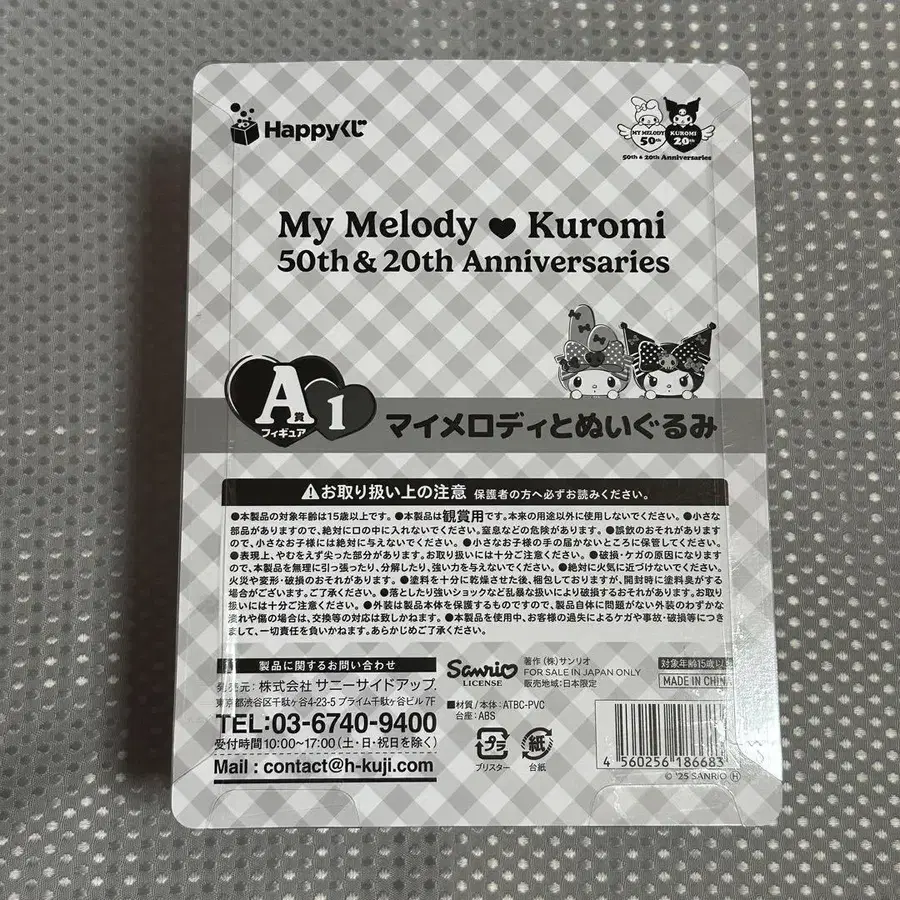 Happyくじ
MY MELODY 50th KUROMI 20th
50th & 20th Anniversaries
My Melody ♥ Kuromi
50th & 20th Anniversaries
A賞 フィギュア 1 マイメロディとぬいぐるみ
⚠お取り扱い上の注意 保護者の方へ必ずお読みください。
●本製品の対象年齢は15歳以上です。●本製品は観賞用です。本来の用途以外に使用しないでください。●小さな
部品がありますので、絶対に口の中に入れないでください。窒息などの危険があります。●誤飲のおそれがあります
ので、小さなお子様には絶対に与えないでください。●小さなお子様の手の届かないところに保管してください。
●表現上、やむをえず尖った部分があります。お取り扱いには十分ご注意ください。●破損・ケガの原因になります
ので、本製品を無理に引っ張ったり、分解したり、強い力を与えないでください。●絶対に火気に近づけないでください。
火災や変形・破損のおそれがあります。●塗料を十分に乾燥させた後、梱包しておりますが、開封時に塗料臭がする
場合がございます。ご了承ください。●落としたり強いショックなど乱暴な扱いにより破損するおそれがあります。お取り
扱いには十分ご注意ください。●外装は製品本体を保護するものですので、製品自体に問題がない外装のわずかな
潰れや傷の場合は、交換等の対応は致しかねます。●本製品を使用中、お客様の過失によるケガや事故・破損等につき
まして、一切責任を負いかねます。あらかじめご了承ください。
製品に関するお問い合わせ
発売元：株式会社 サニーサイドアップ
東京都渋谷区千駄ヶ谷4-23-5 プライム千駄ヶ谷ビル 7F
TEL:03-6740-9400
受付時間10:00〜17:00(土・日・祝日を除く)
Mail : contact@h-kuji.com
Sanrio LICENSE
著作 (株)サンリオ
FOR SALE IN JAPAN ONLY
販売地域:日本限定
■材質/本体:ATBC-PVC
台座:ABS
プラ
ブリスター
紙
台紙
対象年齢15歳以
MADE IN CHINA
4 560256 186683
© '25 SANRIO Ⓗ